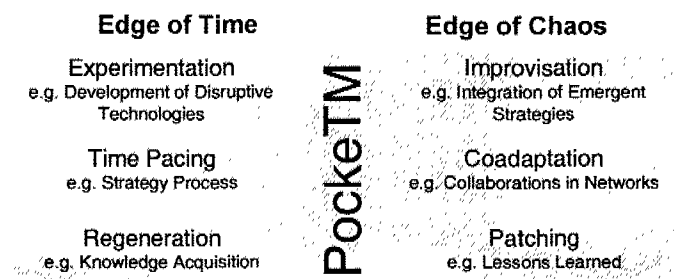 Edge of Time
Experimentation
e.g. Development of Disruptive
Technologies
Time Pacing
e.g. Strategy Process
Regeneration
e.g. Knowledge Acquisition
PockeTM
Edge of Chaos
Improvisation
e.g. Integration of Emergent
Strategies
Coadaptation
e.g. Collaborations in Networks
Patching
e.g. Lessons Learned